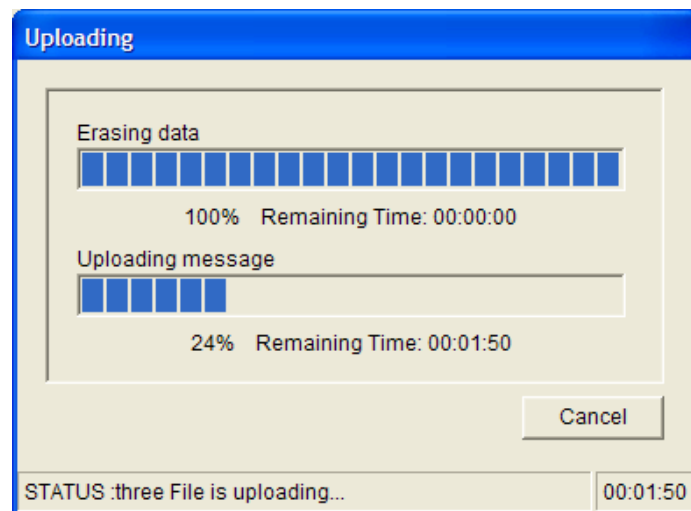 Uploading
Erasing data
100% Remaining Time: 00:00:00
Uploading message
24% Remaining Time: 00:01:50
Cancel
STATUS :three File is uploading... 00:01:50